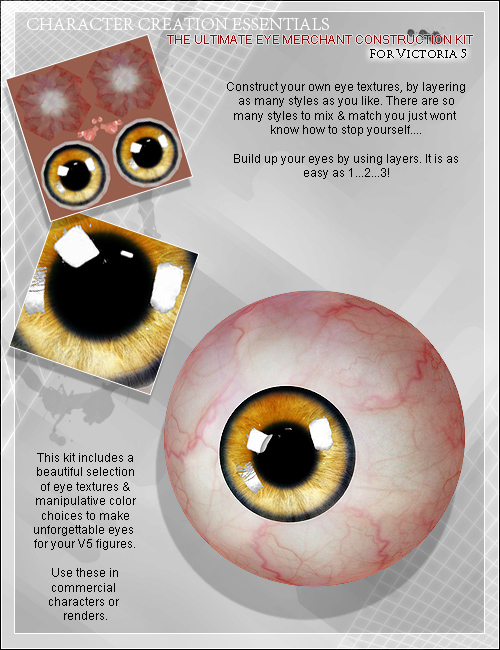 CHARACTER CREATION ESSENTIALS
THE ULTIMATE EYE MERCHANT CONSTRUCTION KIT
FOR VICTORIA 5
Construct your own eye textures, by layering
as many styles as you like. There are so
many styles to mix & match you just wont
know how to stop yourself....
Build up your eyes by using layers. It is as
easy as 1...2...3!
This kit includes a
beautiful selection
of eye textures &
manipulative color
choices to make
unforgettable eyes
for your V5 figures.
Use these in
commercial
characters or
renders.